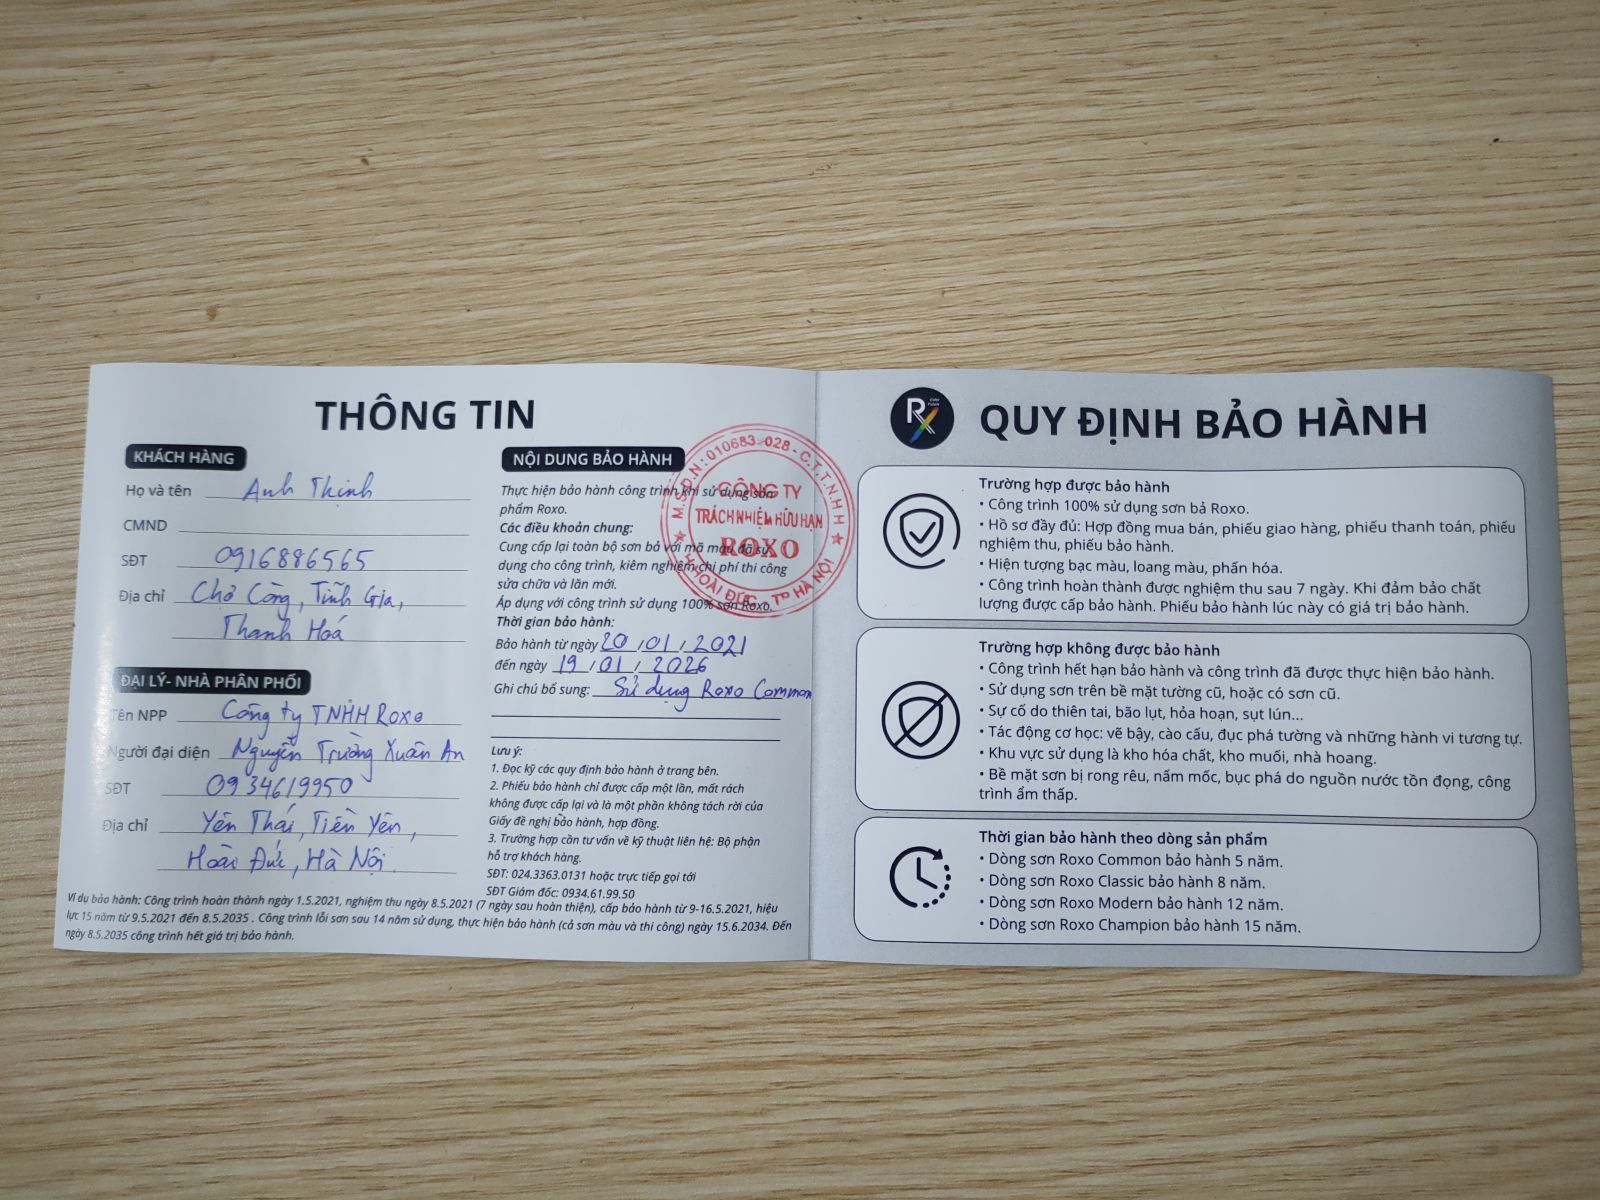 THÔNG TIN
KHÁCH HÀNG
Họ và tên Anh Thịnh
CMND
SĐT 0916886565
Địa chỉ Chợ Còng, Tĩnh Gia,
Thanh Hoá
ĐẠI LÝ- NHÀ PHÂN PHỐI
Tên NPP Công ty TNHH Roxo
Người đại diện Nguyễn Trường Xuân An
SĐT 0934619950
Địa chỉ Yên Thái, Tiền Yên,
Hoài Đức, Hà Nội.
NỘI DUNG BẢO HÀNH
Thực hiện bảo hành công trình khi sử dụng sơn
phẩm Roxo.
Các điều khoản chung:
Cung cấp lại toàn bộ sơn bả với mã màu đã sử
dụng cho công trình, kiêm nghiệm chi phí thi công
sửa chữa và lăn mới.
Áp dụng với công trình sử dụng 100% sơn Roxo.
Thời gian bảo hành:
Bảo hành từ ngày 20/01/2021
đến ngày 19/01/2026
Ghi chú bổ sung: Sử dụng Roxo Common
Lưu ý:
1. Đọc kỹ các quy định bảo hành ở trang bên.
2. Phiếu bảo hành chỉ được cấp một lần, mất rách
không được cấp lại và là một phần không tách rời của
Giấy đề nghị bảo hành, hợp đồng.
3. Trường hợp cần tư vấn về kỹ thuật liên hệ: Bộ phận
hỗ trợ khách hàng.
SĐT: 024.3363.0131 hoặc trực tiếp gọi tới
SĐT Giám đốc: 0934.61.99.50
Ví dụ bảo hành: Công trình hoàn thành ngày 1.5.2021, nghiệm thu ngày 8.5.2021 (7 ngày sau hoàn thiện), cấp bảo hành từ 9-16.5.2021, hiệu
lực 15 năm từ 9.5.2021 đến 8.5.2035 . Công trình lỗi sơn sau 14 năm sử dụng, thực hiện bảo hành (cả sơn màu và thi công) ngày 15.6.2034. Đến
ngày 8.5.2035 công trình hết giá trị bảo hành.
M.S.D.N: 010683 028 - C.T.T.N.H.H
CÔNG TY
TRÁCH NHIỆM HỮU HẠN
ROXO
H.HOÀI ĐỨC - TP HÀ NỘI
RX
Color Future
QUY ĐỊNH BẢO HÀNH
Trường hợp được bảo hành
• Công trình 100% sử dụng sơn bả Roxo.
• Hồ sơ đầy đủ: Hợp đồng mua bán, phiếu giao hàng, phiếu thanh toán, phiếu
nghiệm thu, phiếu bảo hành.
• Hiện tượng bạc màu, loang màu, phấn hóa.
• Công trình hoàn thành được nghiệm thu sau 7 ngày. Khi đảm bảo chất
lượng được cấp bảo hành. Phiếu bảo hành lúc này có giá trị bảo hành.
Trường hợp không được bảo hành
• Công trình hết hạn bảo hành và công trình đã được thực hiện bảo hành.
• Sử dụng sơn trên bề mặt tường cũ, hoặc có sơn cũ.
• Sự cố do thiên tai, bão lụt, hỏa hoạn, sụt lún...
• Tác động cơ học: vẽ bậy, cào cấu, đục phá tường và những hành vi tương tự.
• Khu vực sử dụng là kho hóa chất, kho muối, nhà hoang.
• Bề mặt sơn bị rong rêu, nấm mốc, bục phá do nguồn nước tồn đọng, công
trình ẩm thấp.
Thời gian bảo hành theo dòng sản phẩm
• Dòng sơn Roxo Common bảo hành 5 năm.
• Dòng sơn Roxo Classic bảo hành 8 năm.
• Dòng sơn Roxo Modern bảo hành 12 năm.
• Dòng sơn Roxo Champion bảo hành 15 năm.